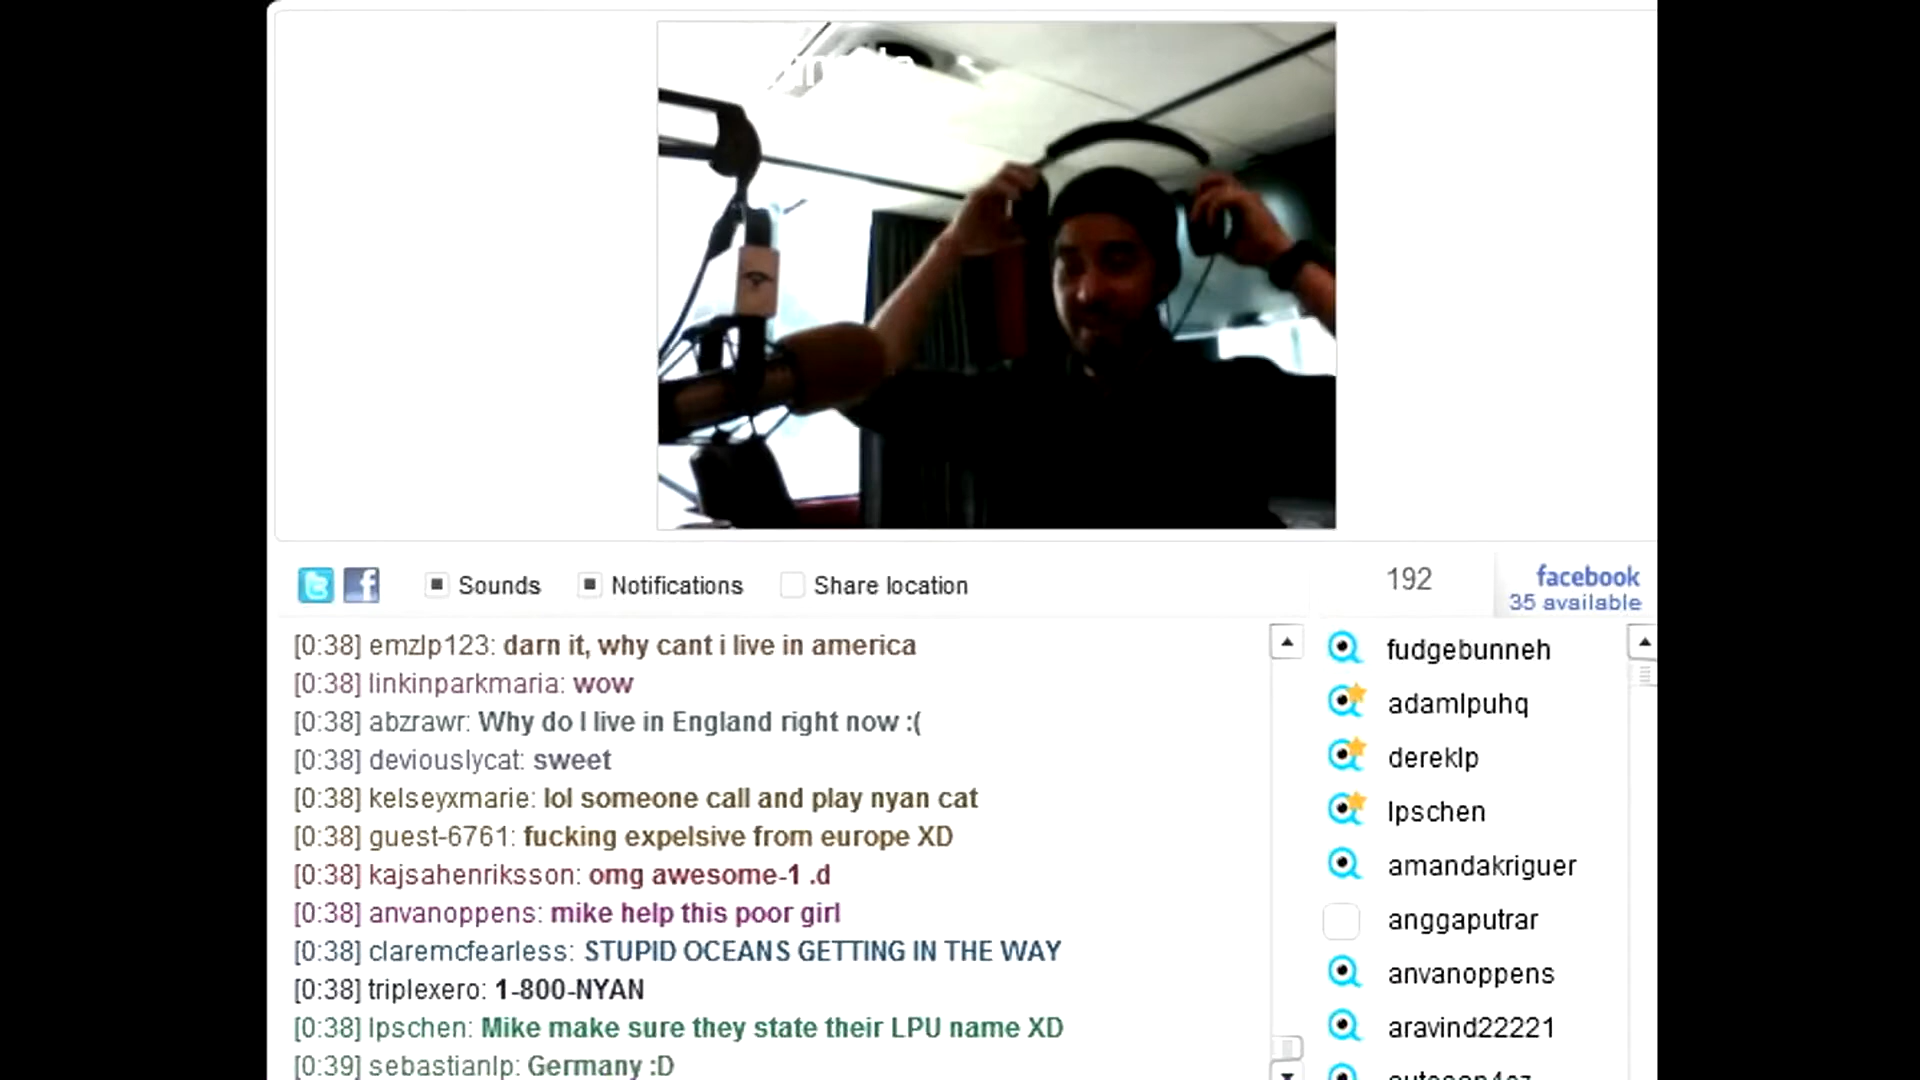 Sounds Notifications Share location 192 facebook
35 available
[0:38] emzlp123: darn it, why cant i live in america
[0:38] linkinparkmaria: wow
[0:38] abzrawr: Why do I live in England right now :(
[0:38] deviouslycat: sweet
[0:38] kelseyxmarie: lol someone call and play nyan cat
[0:38] guest-6761: fucking expelsive from europe XD
[0:38] kajsahenriksson: omg awesome-1 .d
[0:38] anvanoppens: mike help this poor girl
[0:38] claremcfearless: STUPID OCEANS GETTING IN THE WAY
[0:38] triplexero: 1-800-NYAN
[0:38] lpschen: Mike make sure they state their LPU name XD
[0:39] sebastianlp: Germany :D
fudgebunneh
adamlpuhq
dereklp
lpschen
amandakriguer
anggaputrar
anvanoppens
aravind22221